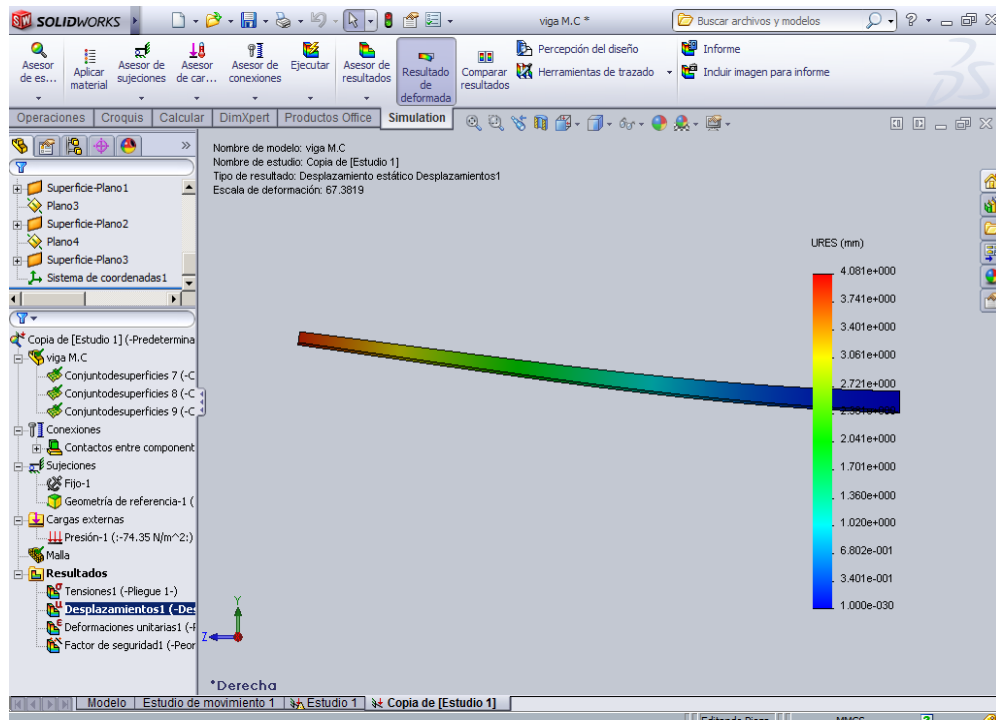 SOLIDWORKS
viga M.C *
Buscar archivos y modelos
Asesor de es...
Aplicar material
Asesor de sujeciones
Asesor de car...
Asesor de conexiones
Ejecutar
Asesor de resultados
Resultado de deformada
Comparar resultados
Percepción del diseño
Herramientas de trazado
Informe
Incluir imagen para informe
Operaciones
Croquis
Calcular
DimXpert
Productos Office
Simulation
Nombre de modelo: viga M.C
Nombre de estudio: Copia de [Estudio 1]
Tipo de resultado: Desplazamiento estático Desplazamientos1
Escala de deformación: 67.3819
Superficie-Plano1
Plano3
Superficie-Plano2
Plano4
Superficie-Plano3
Sistema de coordenadas1
Copia de [Estudio 1] (-Predetermina
viga M.C
Conjuntodesuperficies 7 (-C
Conjuntodesuperficies 8 (-C
Conjuntodesuperficies 9 (-C
Conexiones
Contactos entre component
Sujeciones
Fijo-1
Geometría de referencia-1 (
Cargas externas
Presión-1 (:-74.35 N/m^2:)
Malla
Resultados
Tensiones1 (-Pliegue 1-)
Desplazamientos1 (-Des
Deformaciones unitarias1 (-F
Factor de seguridad1 (-Peor
URES (mm)
4.081e+000
3.741e+000
3.401e+000
3.061e+000
2.721e+000
2.041e+000
1.701e+000
1.360e+000
1.020e+000
6.802e-001
3.401e-001
1.000e-030
Y
Z
*Derecha
Modelo
Estudio de movimiento 1
Estudio 1
Copia de [Estudio 1]
Editando Pieza
MMGS